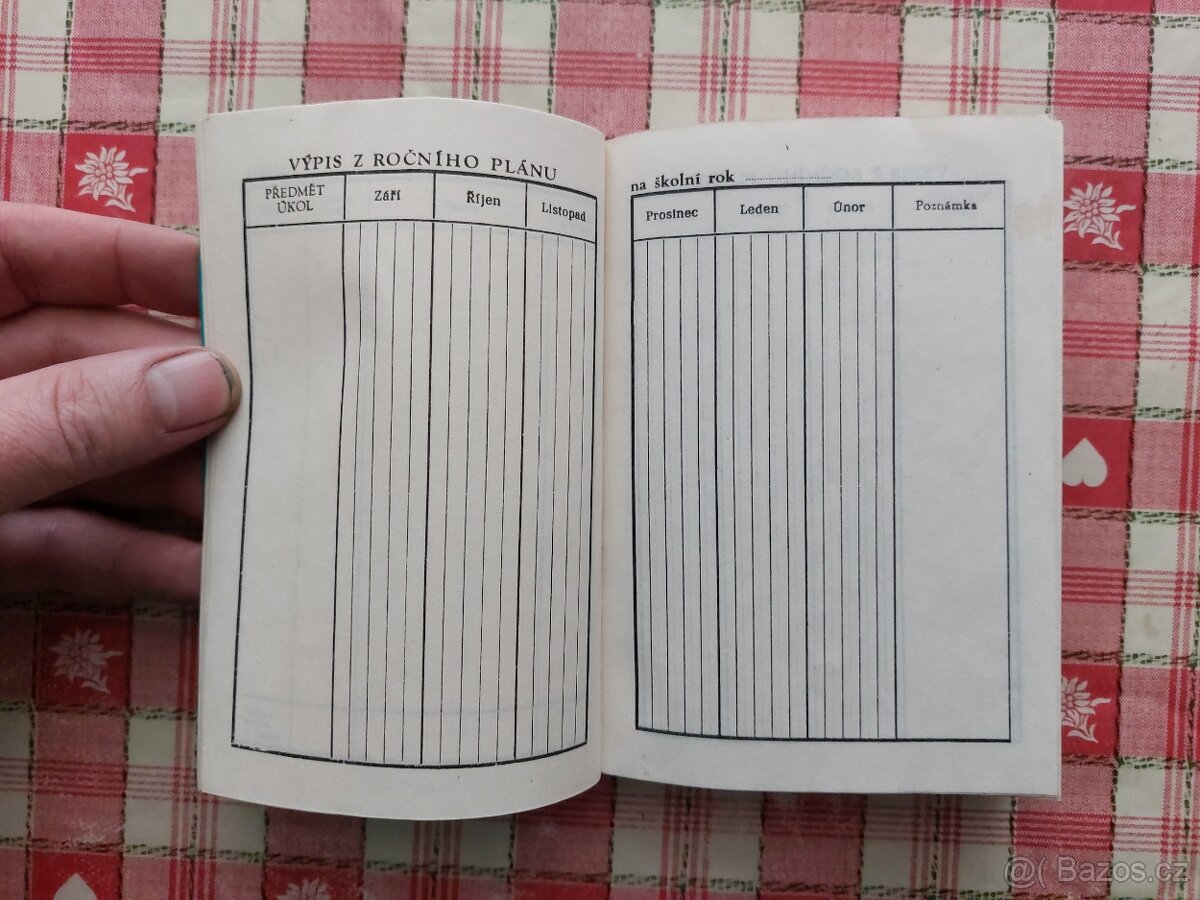 VÝPIS Z ROČNÍHO PLÁNU
PŘEDMĚT
ÚKOL
Září
Říjen
Listopad
na školní rok ....................
Prosinec
Leden
Únor
Poznámka
@( Bazos.cz